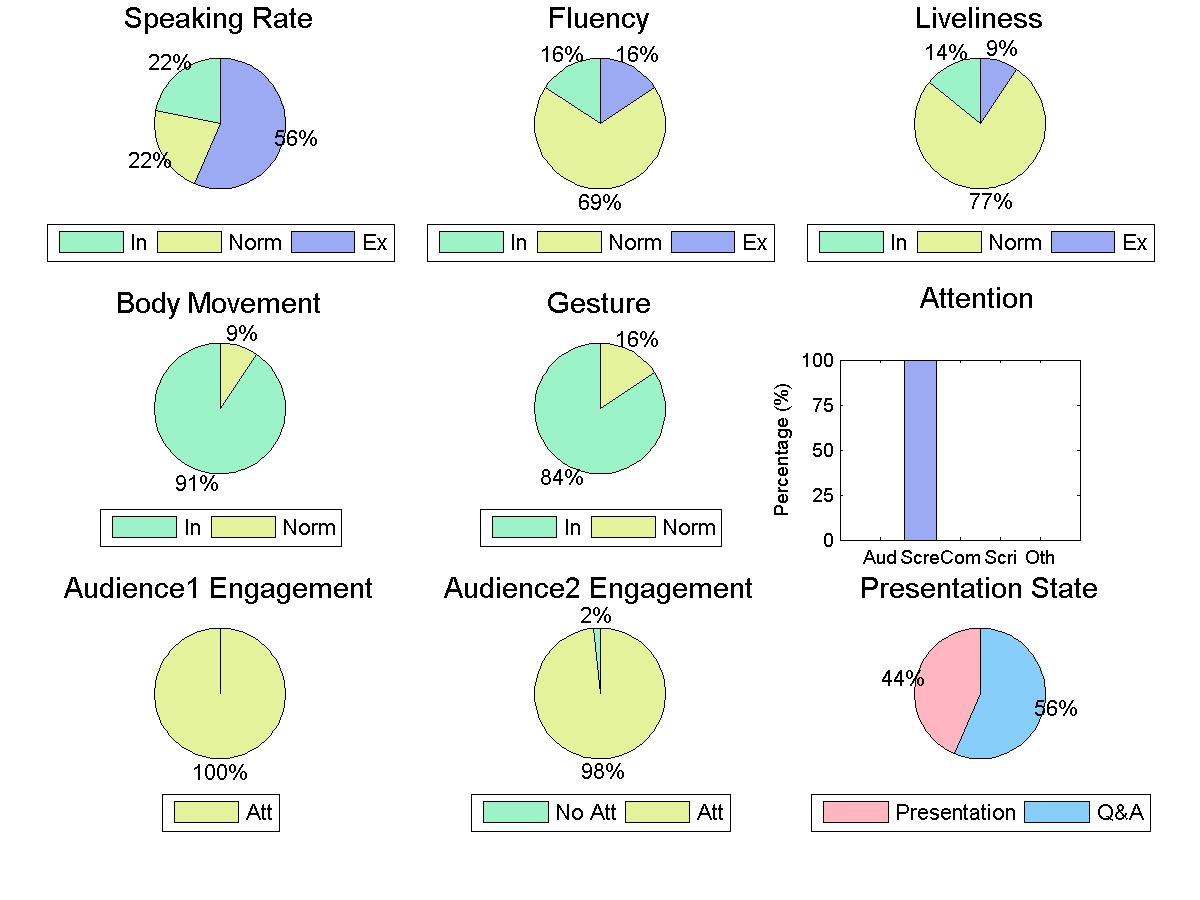 Speaking Rate
22%
56%
22%
In Norm Ex
Fluency
16%
16%
69%
In Norm Ex
Liveliness
14%
9%
77%
In Norm Ex
Body Movement
9%
91%
In Norm
Gesture
16%
84%
In Norm
Attention
Percentage (%)
100
75
50
25
0
Aud Scre Com Scri Oth
Audience1 Engagement
100%
Att
Audience2 Engagement
2%
98%
No Att Att
Presentation State
44%
56%
Presentation Q&A